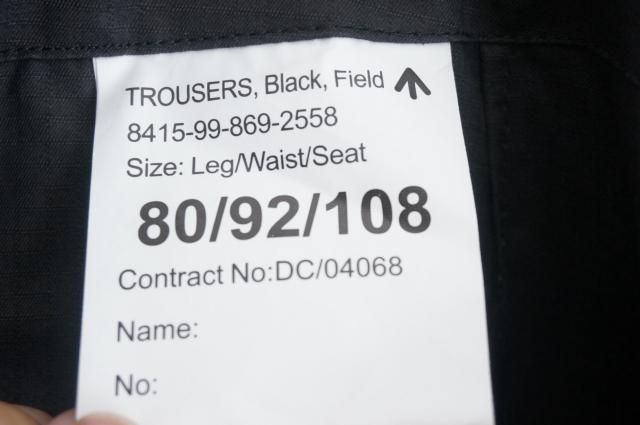 TROUSERS, Black, Field
8415-99-869-2558
Size: Leg/Waist/Seat
80/92/108
Contract No:DC/04068
Name:
No: